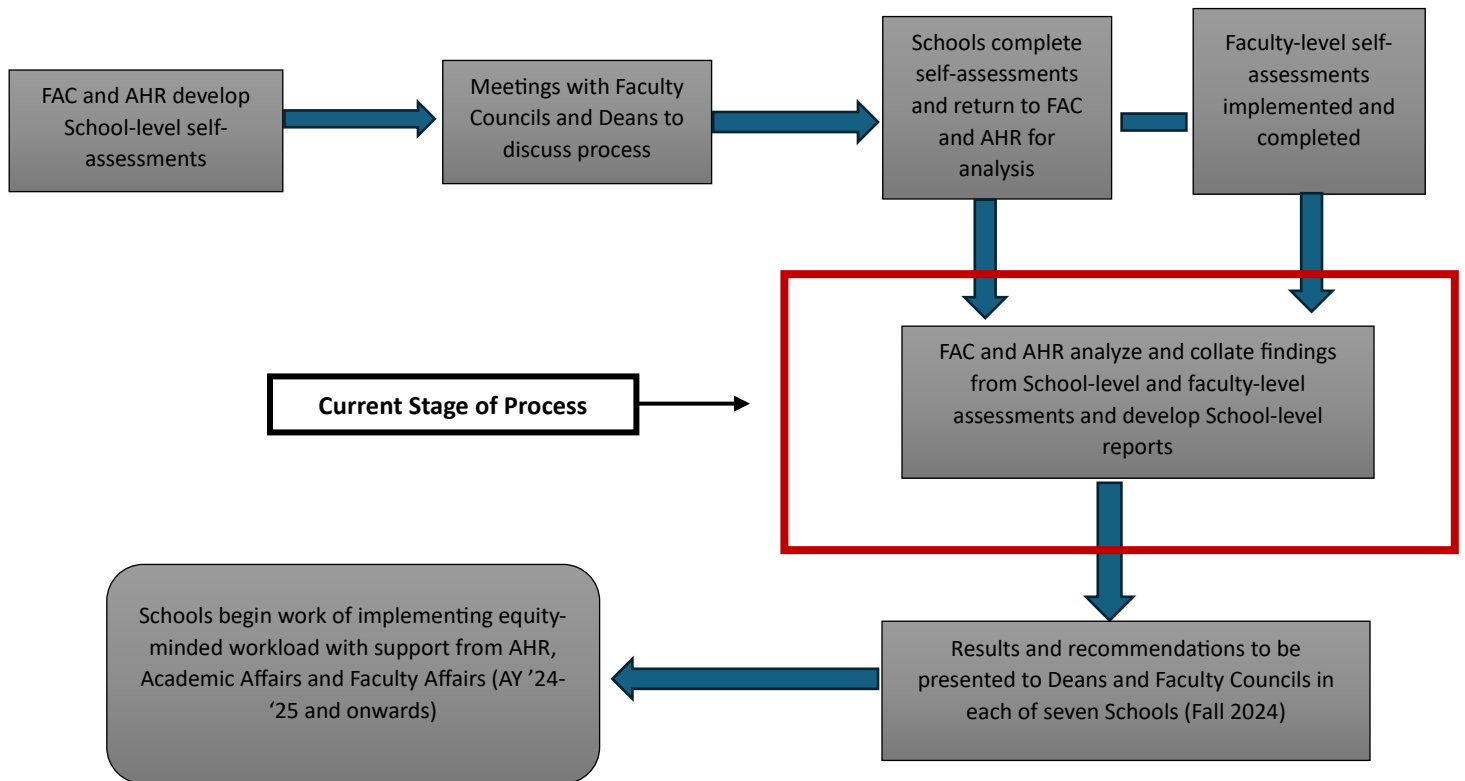 FAC and AHR develop
School-level self-
assessments
Meetings with Faculty
Councils and Deans to
discuss process
Schools complete
self-assessments
and return to FAC
and AHR for
analysis
Faculty-level self-
assessments
implemented and
completed
Current Stage of Process
FAC and AHR analyze and collate findings
from School-level and faculty-level
assessments and develop School-level
reports
Schools begin work of implementing equity-
minded workload with support from AHR,
Academic Affairs and Faculty Affairs (AY ’24-
‘25 and onwards)
Results and recommendations to be
presented to Deans and Faculty Councils in
each of seven Schools (Fall 2024)